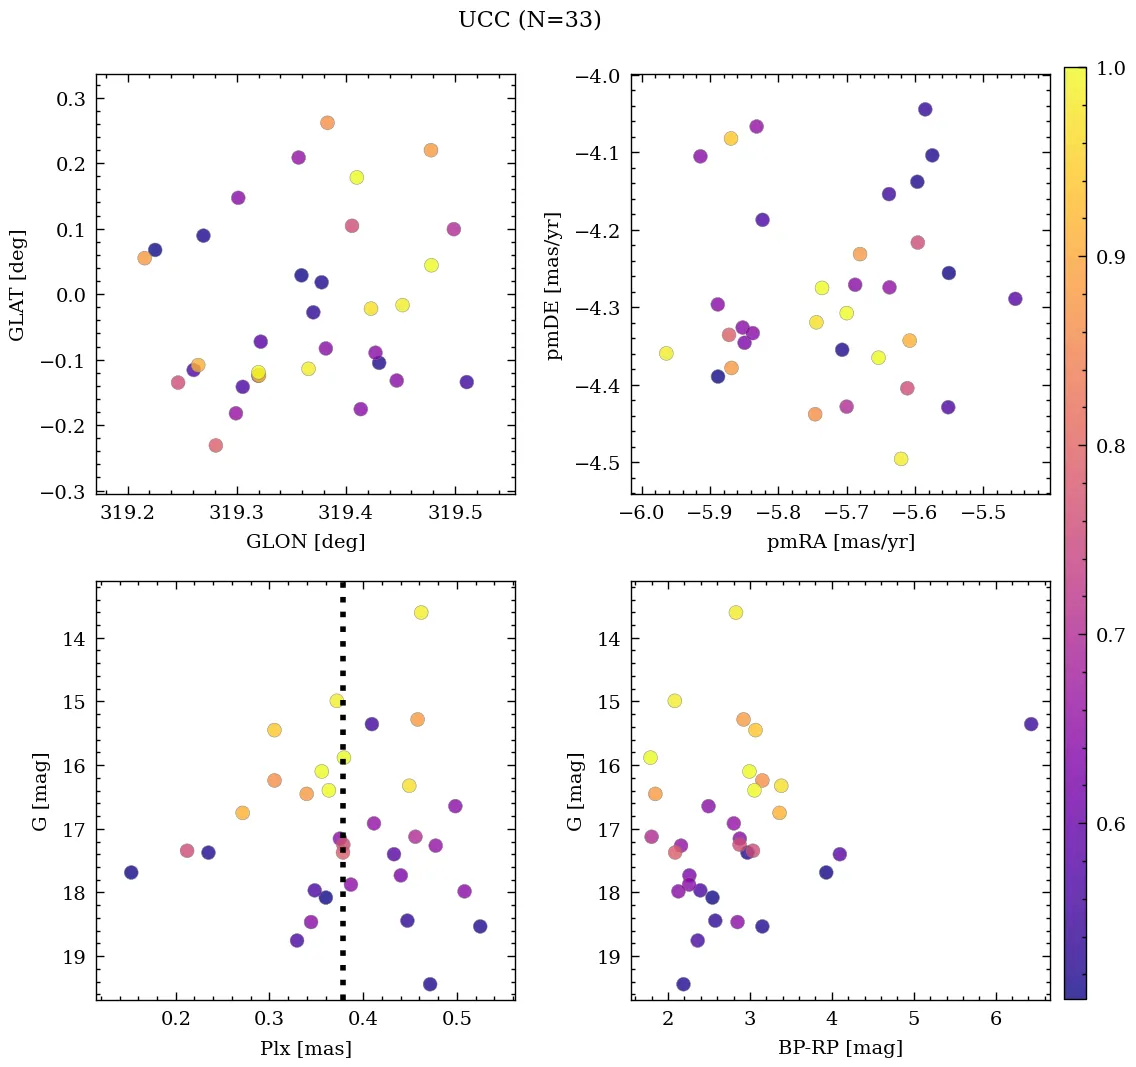 UCC (N=33)
0.3
0.2
0.1
0.0
−0.1
−0.2
−0.3
GLAT [deg]
319.2 319.3 319.4 319.5
GLON [deg]
−4.0
−4.1
−4.2
−4.3
−4.4
−4.5
pmDE [mas/yr]
−6.0 −5.9 −5.8 −5.7 −5.6 −5.5
pmRA [mas/yr]
14
15
16
17
18
19
G [mag]
0.2 0.3 0.4 0.5
Plx [mas]
14
15
16
17
18
19
G [mag]
2 3 4 5 6
BP-RP [mag]
1.0
0.9
0.8
0.7
0.6